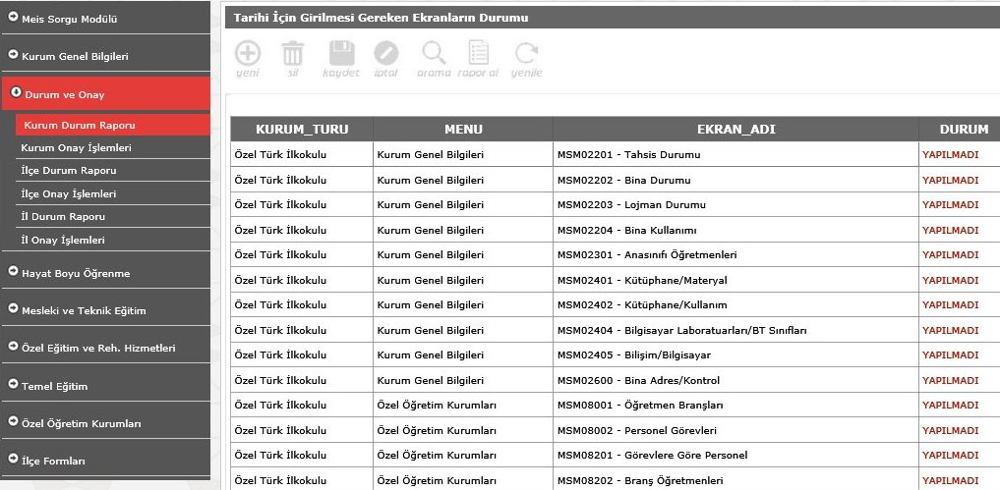 Meis Sorgu Modülü
Kurum Genel Bilgileri
Durum ve Onay
Kurum Durum Raporu
Kurum Onay İşlemleri
İlçe Durum Raporu
İlçe Onay İşlemleri
İl Durum Raporu
İl Onay İşlemleri
Hayat Boyu Öğrenme
Mesleki ve Teknik Eğitim
Özel Eğitim ve Reh. Hizmetleri
Temel Eğitim
Özel Öğretim Kurumları
İlçe Formları
Tarihi İçin Girilmesi Gereken Ekranların Durumu
yeni sil kaydet iptal arama rapor al yenile
KURUM_TURU MENU EKRAN_ADI DURUM
Özel Türk İlkokulu Kurum Genel Bilgileri MSM02201 - Tahsis Durumu YAPILMADI
Özel Türk İlkokulu Kurum Genel Bilgileri MSM02202 - Bina Durumu YAPILMADI
Özel Türk İlkokulu Kurum Genel Bilgileri MSM02203 - Lojman Durumu YAPILMADI
Özel Türk İlkokulu Kurum Genel Bilgileri MSM02204 - Bina Kullanımı YAPILMADI
Özel Türk İlkokulu Kurum Genel Bilgileri MSM02301 - Anasınıfı Öğretmenleri YAPILMADI
Özel Türk İlkokulu Kurum Genel Bilgileri MSM02401 - Kütüphane/Materyal YAPILMADI
Özel Türk İlkokulu Kurum Genel Bilgileri MSM02402 - Kütüphane/Kullanım YAPILMADI
Özel Türk İlkokulu Kurum Genel Bilgileri MSM02404 - Bilgisayar Laboratuarları/BT Sınıfları YAPILMADI
Özel Türk İlkokulu Kurum Genel Bilgileri MSM02405 - Bilişim/Bilgisayar YAPILMADI
Özel Türk İlkokulu Kurum Genel Bilgileri MSM02600 - Bina Adres/Kontrol YAPILMADI
Özel Türk İlkokulu Özel Öğretim Kurumları MSM08001 - Öğretmen Branşları YAPILMADI
Özel Türk İlkokulu Özel Öğretim Kurumları MSM08002 - Personel Görevleri YAPILMADI
Özel Türk İlkokulu Özel Öğretim Kurumları MSM08201 - Görevlere Göre Personel YAPILMADI
Özel Türk İlkokulu Özel Öğretim Kurumları MSM08202 - Branş Öğretmenleri YAPILMADI